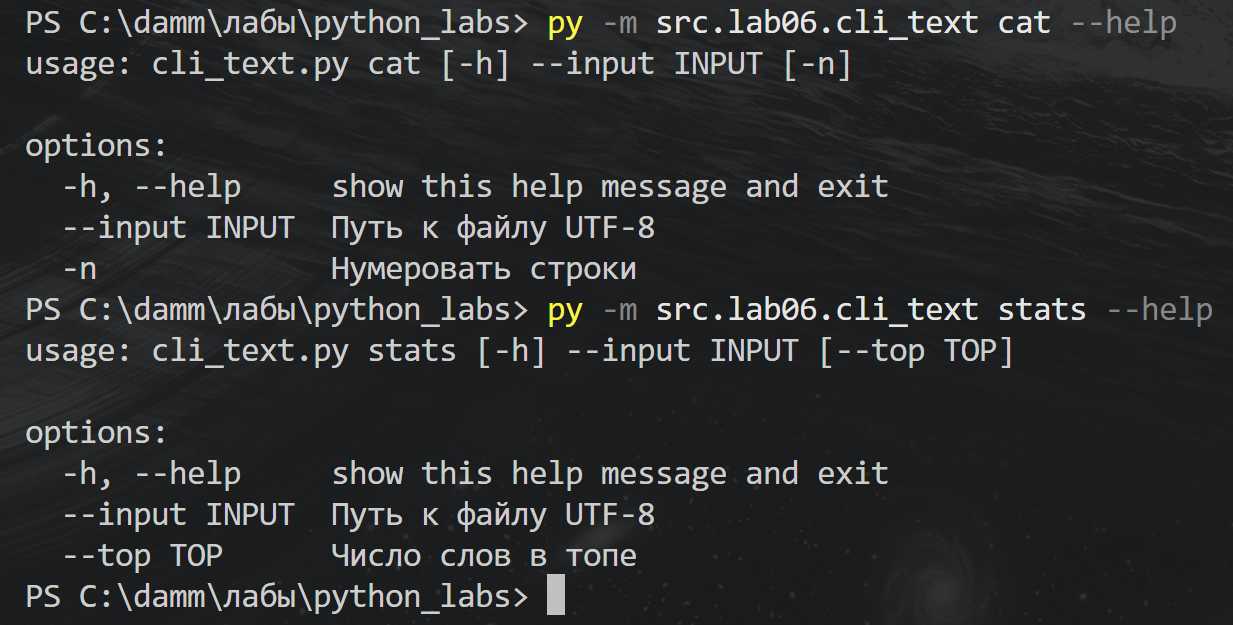 PS C:\damm\лабы\python_labs> py -m src.lab06.cli_text cat --help
usage: cli_text.py cat [-h] --input INPUT [-n]

options:
  -h, --help     show this help message and exit
  --input INPUT  Путь к файлу UTF-8
  -n             Нумеровать строки
PS C:\damm\лабы\python_labs> py -m src.lab06.cli_text stats --help
usage: cli_text.py stats [-h] --input INPUT [--top TOP]

options:
  -h, --help     show this help message and exit
  --input INPUT  Путь к файлу UTF-8
  --top TOP      Число слов в топе
PS C:\damm\лабы\python_labs>